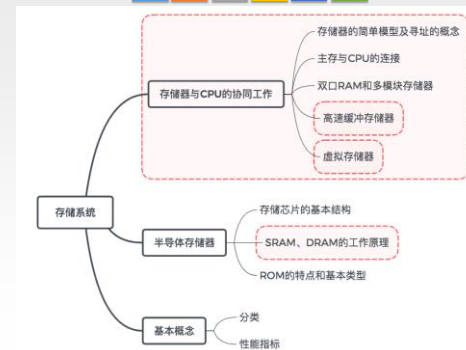 存储器的简单模型及寻址的概念
主存与CPU的连接
存储器与CPU的协同工作
双口RAM和多模块存储器
高速缓冲存储器
虚拟存储器
存储系统
存储芯片的基本结构
半导体存储器
SRAM、DRAM的工作原理
ROM的特点和基本类型
分类
基本概念
性能指标